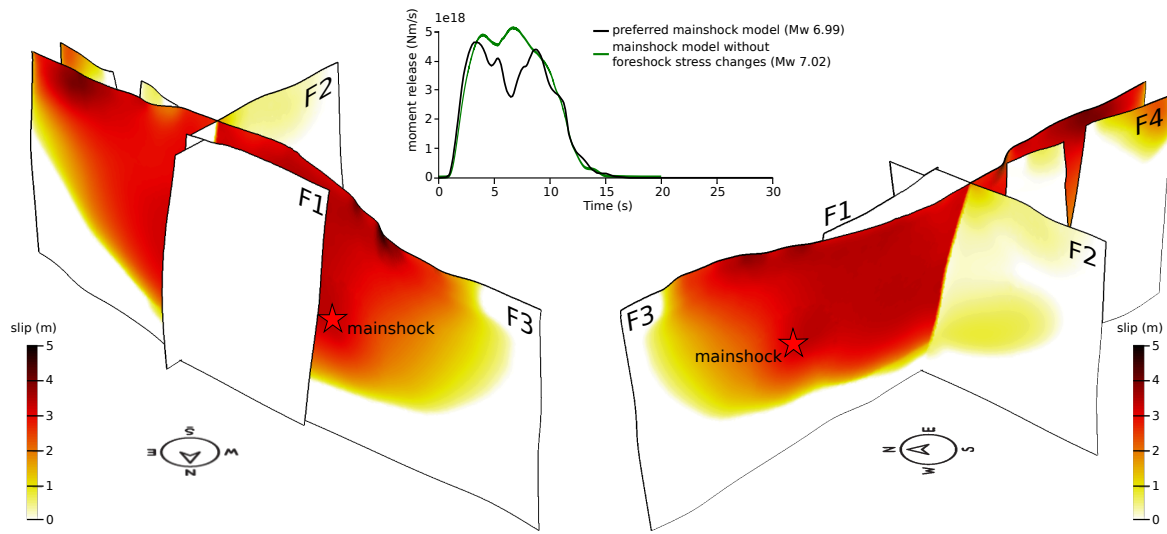 1e18
5
4
3
2
1
0
moment release (Nm/s)
0
5
10
15
20
25
30
Time (s)
preferred mainshock model (Mw 6.99)
mainshock model without
foreshock stress changes (Mw 7.02)
F2
F1
F3
mainshock
slip (m)
5
4
3
2
1
0
S
E
W
N
F4
F1
F2
F3
mainshock
E
N
S
W
slip (m)
5
4
3
2
1
0